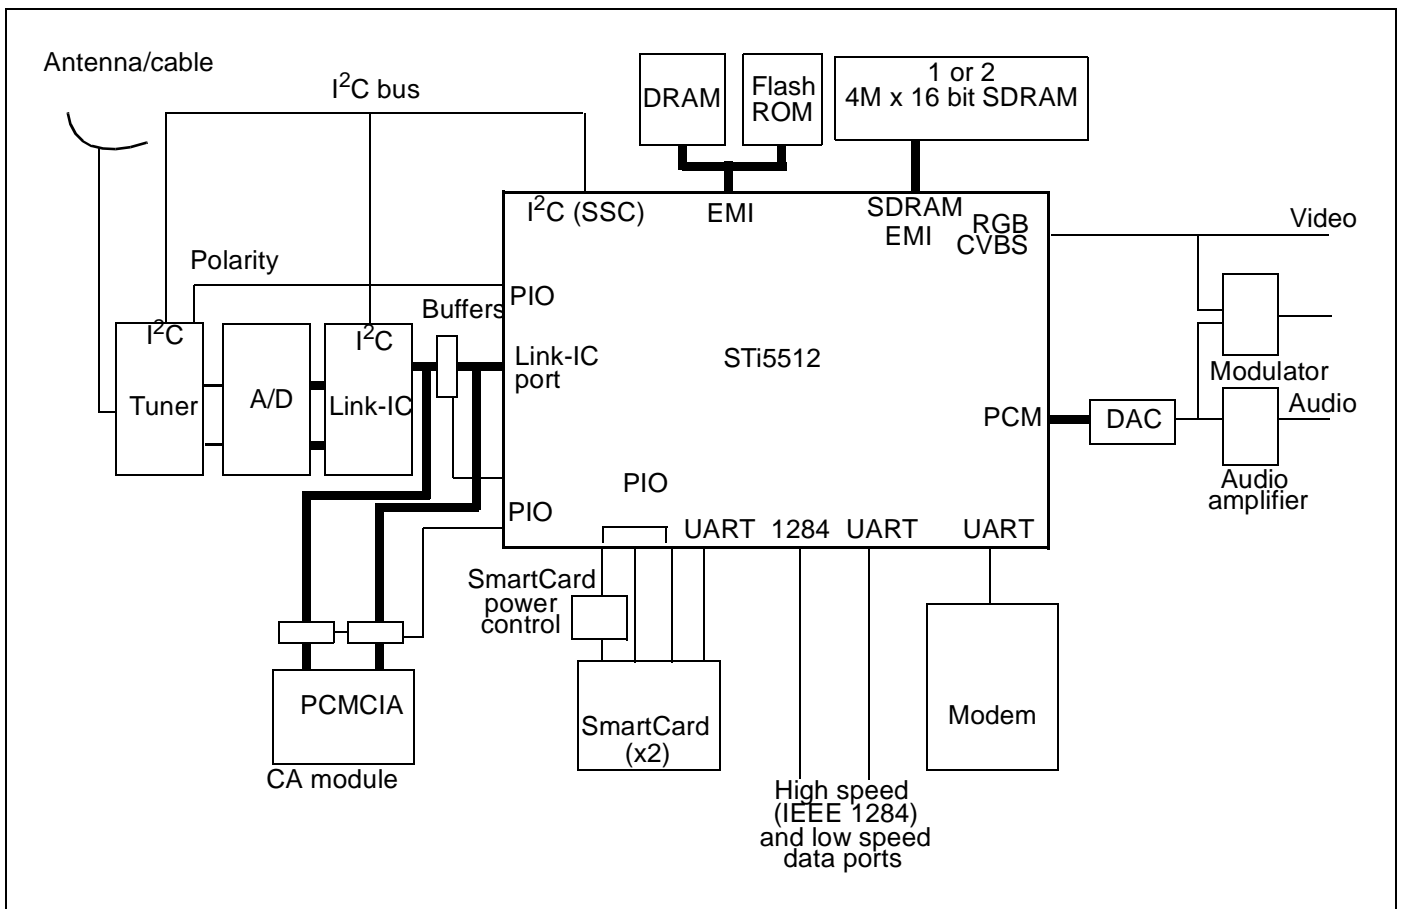 Antenna/cable
I2C bus
DRAM
Flash
ROM
1 or 2
4M x 16 bit SDRAM
I2C (SSC)
EMI
SDRAM
EMI
RGB
CVBS
Video
Polarity
PIO
Buffers
I2C
I2C
Link-IC
port
STi5512
Tuner
A/D
Link-IC
Modulator
PCM
DAC
Audio
Audio
amplifier
PIO
PIO
UART
1284
UART
UART
SmartCard
power
control
PCMCIA
CA module
SmartCard
(x2)
Modem
High speed
(IEEE 1284)
and low speed
data ports